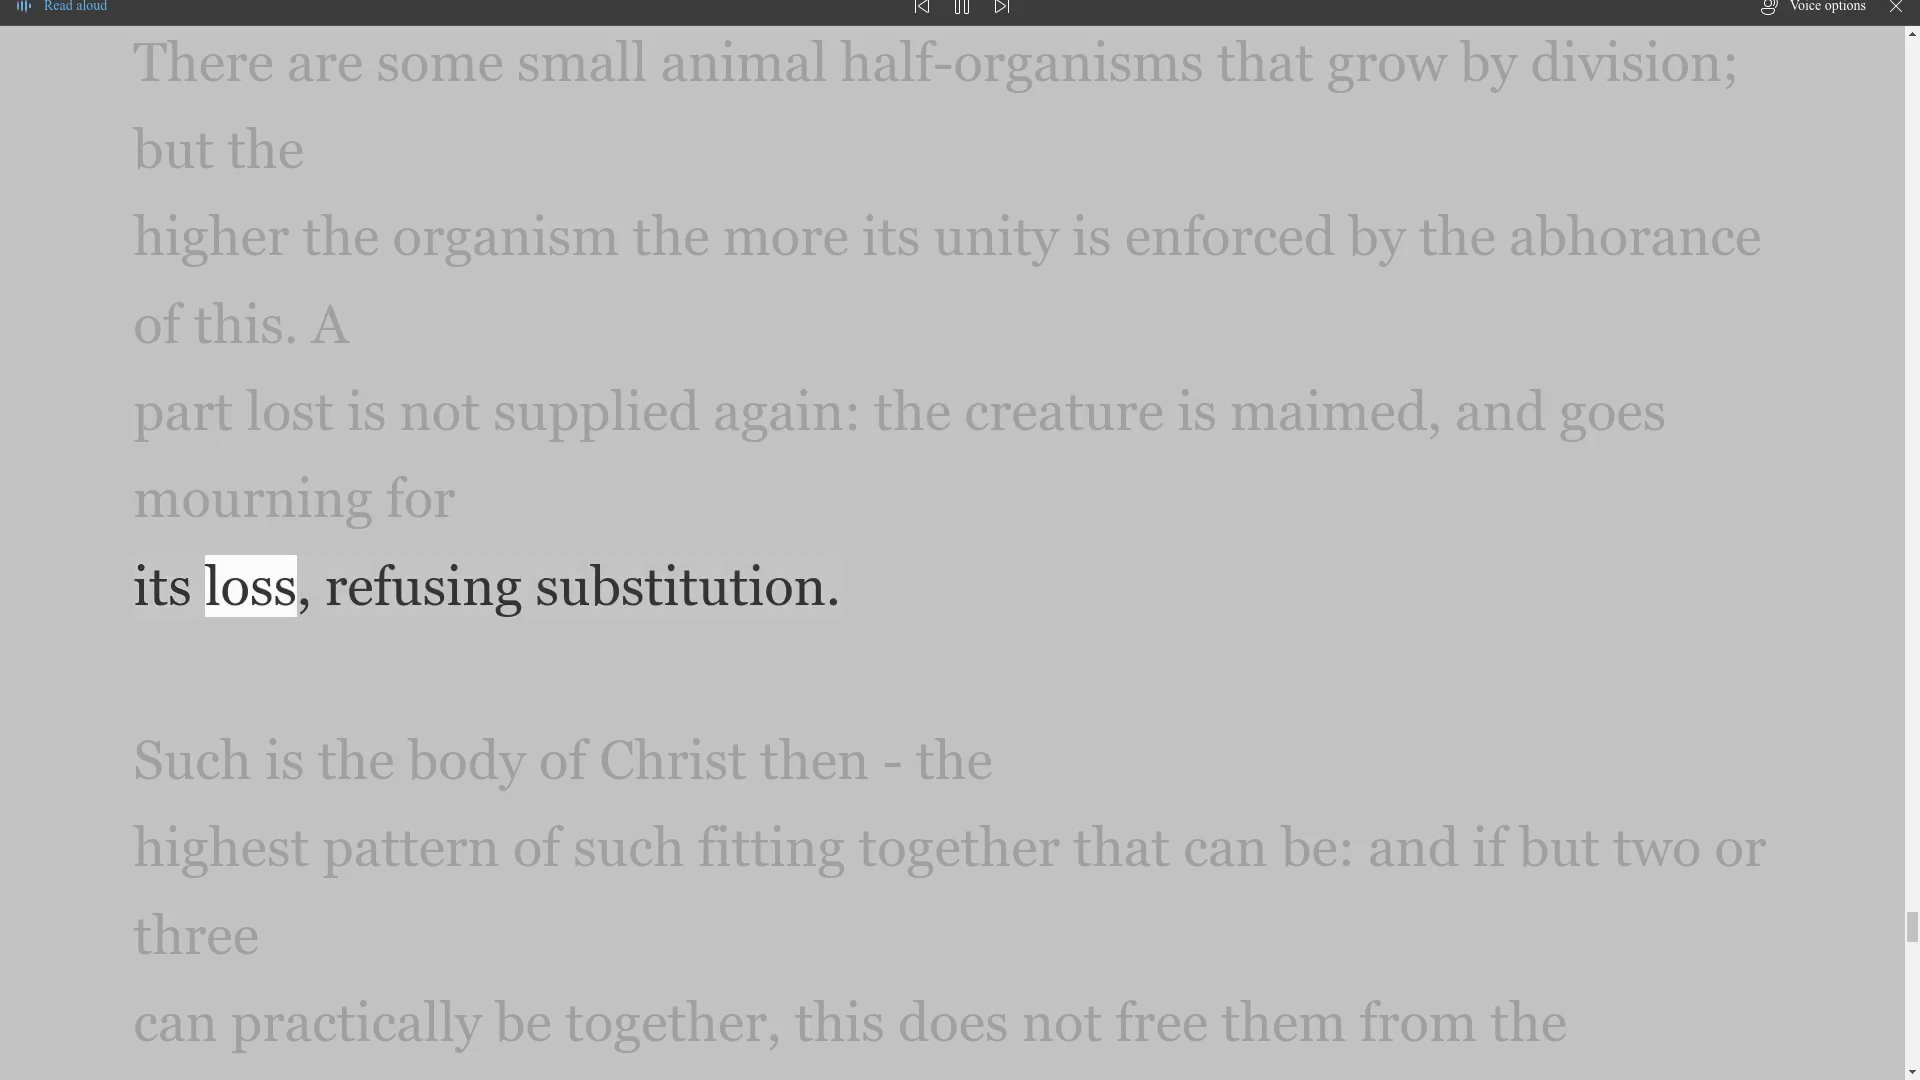 Read aloud
Voice options
There are some small animal half-organisms that grow by division;
but the
higher the organism the more its unity is enforced by the abhorance
of this. A
part lost is not supplied again: the creature is maimed, and goes
mourning for
its loss, refusing substitution.
Such is the body of Christ then - the
highest pattern of such fitting together that can be: and if but two or
three
can practically be together, this does not free them from the